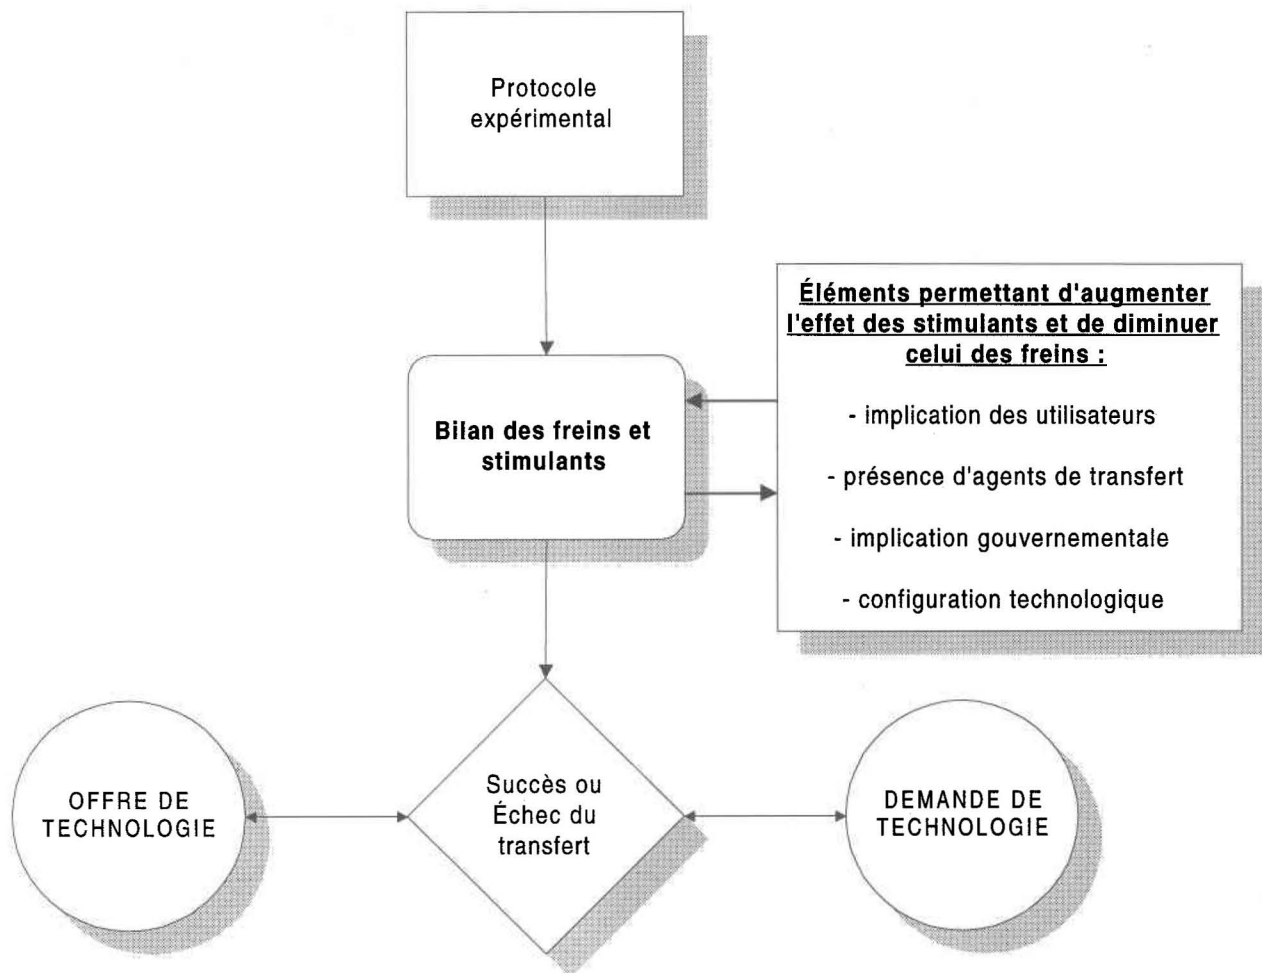 Protocole
expérimental
Éléments permettant d'augmenter
l'effet des stimulants et de diminuer
celui des freins :
- implication des utilisateurs
- présence d'agents de transfert
- implication gouvernementale
- configuration technologique
Bilan des freins et
stimulants
OFFRE DE
TECHNOLOGIE
Succès ou
Échec du
transfert
DEMANDE DE
TECHNOLOGIE